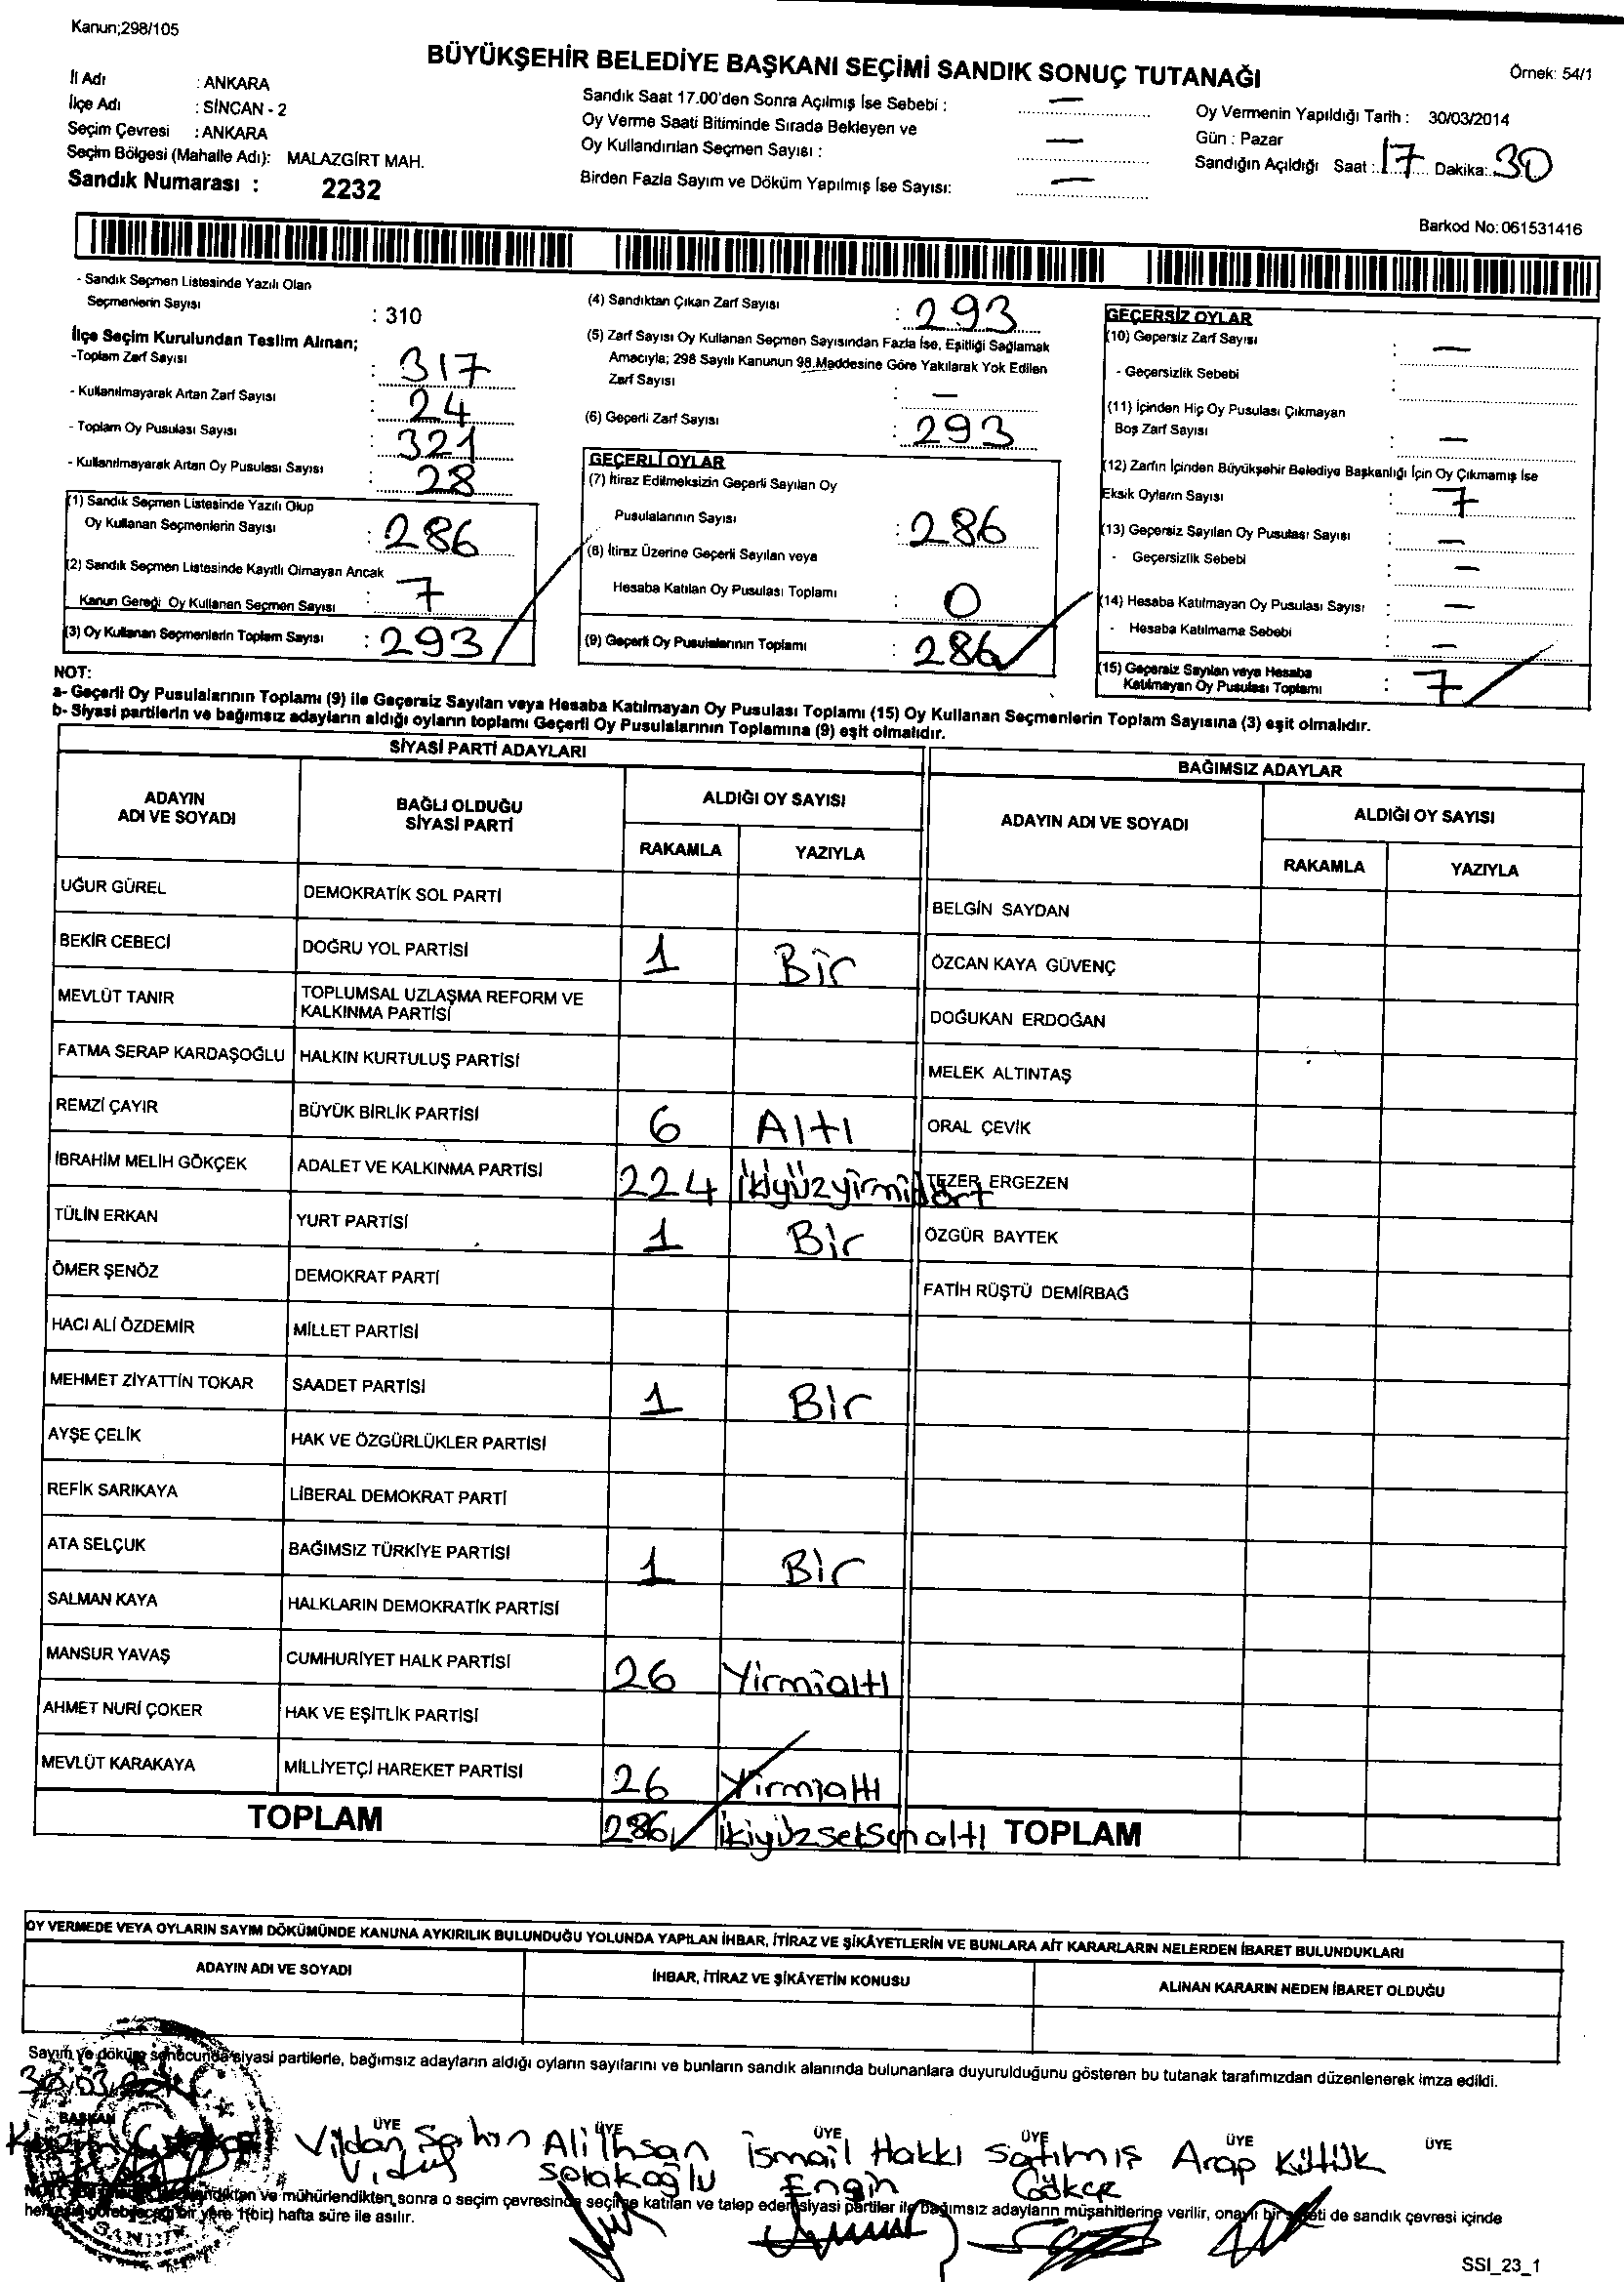 Kanun;298/105
BÜYÜKŞEHİR BELEDİYE BAŞKANI SEÇİMİ SANDIK SONUÇ TUTANAĞI
Örnek: 54/1
İl Adı : ANKARA
İlçe Adı : SİNCAN - 2
Seçim Çevresi : ANKARA
Seçim Bölgesi (Mahalle Adı): MALAZGİRT MAH.
Sandık Numarası : 2232
Sandık Saat 17.00'den Sonra Açılmış İse Sebebi : —
Oy Verme Saati Bitiminde Sırada Bekleyen ve
Oy Kullandırılan Seçmen Sayısı : —
Birden Fazla Sayım ve Döküm Yapılmış İse Sayısı: —
Oy Vermenin Yapıldığı Tarih : 30/03/2014
Gün : Pazar
Sandığın Açıldığı Saat : 17 Dakika: 30
Barkod No: 061531416
- Sandık Seçmen Listesinde Yazılı Olan
Seçmenlerin Sayısı : 310
İlçe Seçim Kurulundan Teslim Alınan;
-Toplam Zarf Sayısı : 317
- Kullanılmayarak Artan Zarf Sayısı : 24
- Toplam Oy Pusulası Sayısı : 321
- Kullanılmayarak Artan Oy Pusulası Sayısı : 28
(1) Sandık Seçmen Listesinde Yazılı Olup
Oy Kullanan Seçmenlerin Sayısı : 286
(2) Sandık Seçmen Listesinde Kayıtlı Olmayan Ancak
Kanun Gereği Oy Kullanan Seçmen Sayısı : 7
(3) Oy Kullanan Seçmenlerin Toplam Sayısı : 293
(4) Sandıktan Çıkan Zarf Sayısı : 293
(5) Zarf Sayısı Oy Kullanan Seçmen Sayısından Fazla İse, Eşitliği Sağlamak
Amacıyla; 298 Sayılı Kanunun 98.Maddesine Göre Yakılarak Yok Edilen
Zarf Sayısı : —
(6) Geçerli Zarf Sayısı : 293
GEÇERLİ OYLAR
(7) İtiraz Edilmeksizin Geçerli Sayılan Oy
Pusulalarının Sayısı : 286
(8) İtiraz Üzerine Geçerli Sayılan veya
Hesaba Katılan Oy Pusulası Toplamı : 0
(9) Geçerli Oy Pusulalarının Toplamı : 286
GEÇERSİZ OYLAR
(10) Geçersiz Zarf Sayısı : —
- Geçersizlik Sebebi :
(11) İçinden Hiç Oy Pusulası Çıkmayan
Boş Zarf Sayısı : —
(12) Zarfın İçinden Büyükşehir Belediye Başkanlığı İçin Oy Çıkmamış İse
Eksik Oyların Sayısı : 7
(13) Geçersiz Sayılan Oy Pusulası Sayısı : —
- Geçersizlik Sebebi : —
(14) Hesaba Katılmayan Oy Pusulası Sayısı : —
- Hesaba Katılmama Sebebi : —
(15) Geçersiz Sayılan veya Hesaba
Katılmayan Oy Pusulası Toplamı : 7
NOT:
a- Geçerli Oy Pusulalarının Toplamı (9) ile Geçersiz Sayılan veya Hesaba Katılmayan Oy Pusulası Toplamı (15) Oy Kullanan Seçmenlerin Toplam Sayısına (3) eşit olmalıdır.
b- Siyasi partilerin ve bağımsız adayların aldığı oyların toplamı Geçerli Oy Pusulalarının Toplamına (9) eşit olmalıdır.
SİYASİ PARTİ ADAYLARI
ADAYIN ADI VE SOYADI BAĞLI OLDUĞU SİYASİ PARTİ ALDIĞI OY SAYISI
RAKAMLA YAZIYLA
UĞUR GÜREL DEMOKRATİK SOL PARTİ
BEKİR CEBECİ DOĞRU YOL PARTİSİ 1 Bir
MEVLÜT TANIR TOPLUMSAL UZLAŞMA REFORM VE KALKINMA PARTİSİ
FATMA SERAP KARDAŞOĞLU HALKIN KURTULUŞ PARTİSİ
REMZİ ÇAYIR BÜYÜK BİRLİK PARTİSİ 6 Altı
İBRAHİM MELİH GÖKÇEK ADALET VE KALKINMA PARTİSİ 224 İkiyüzyirmidört
TÜLİN ERKAN YURT PARTİSİ 1 Bir
ÖMER ŞENÖZ DEMOKRAT PARTİ
HACI ALİ ÖZDEMİR MİLLET PARTİSİ
MEHMET ZİYATTİN TOKAR SAADET PARTİSİ 1 Bir
AYŞE ÇELİK HAK VE ÖZGÜRLÜKLER PARTİSİ
REFİK SARIKAYA LİBERAL DEMOKRAT PARTİ
ATA SELÇUK BAĞIMSIZ TÜRKİYE PARTİSİ 1 Bir
SALMAN KAYA HALKLARIN DEMOKRATİK PARTİSİ
MANSUR YAVAŞ CUMHURİYET HALK PARTİSİ 26 Yirmialtı
AHMET NURİ ÇOKER HAK VE EŞİTLİK PARTİSİ
MEVLÜT KARAKAYA MİLLİYETÇİ HAREKET PARTİSİ 26 Yirmialtı
TOPLAM 286 İkiyüzseksenaltı
BAĞIMSIZ ADAYLAR
ADAYIN ADI VE SOYADI ALDIĞI OY SAYISI
RAKAMLA YAZIYLA
BELGİN SAYDAN
ÖZCAN KAYA GÜVENÇ
DOĞUKAN ERDOĞAN
MELEK ALTINTAŞ
ORAL ÇEVİK
TEZER ERGEZEN
ÖZGÜR BAYTEK
FATİH RÜŞTÜ DEMİRBAĞ
TOPLAM
OY VERMEDE VEYA OYLARIN SAYIM DÖKÜMÜNDE KANUNA AYKIRILIK BULUNDUĞU YOLUNDA YAPILAN İHBAR, İTİRAZ VE ŞİKÂYETLERİN VE BUNLARA AİT KARARLARIN NELERDEN İBARET BULUNDUKLARI
ADAYIN ADI VE SOYADI İHBAR, İTİRAZ VE ŞİKÂYETİN KONUSU ALINAN KARARIN NEDEN İBARET OLDUĞU
Sayım ve döküm sonucunda siyasi partilerle, bağımsız adayların aldığı oyların sayılarını ve bunların sandık alanında bulunanlara duyurulduğunu gösteren bu tutanak tarafımızdan düzenlenerek imza edildi.
BAŞKAN ÜYE ÜYE ÜYE ÜYE ÜYE ÜYE
Vildan Şahin Ali İhsan İsmail Hakkı Satılmış Arap Kütük
Solakoğlu Engin Gökçe
ve mühürlendikten sonra o seçim çevresinde seçime katılan ve talep eden siyasi partiler ile bağımsız adayların müşahitlerine verilir, onaylı bir sureti de sandık çevresi içinde
herkesin görebileceği bir yere 1(bir) hafta süre ile asılır.
SANDIK
SSI_23_1